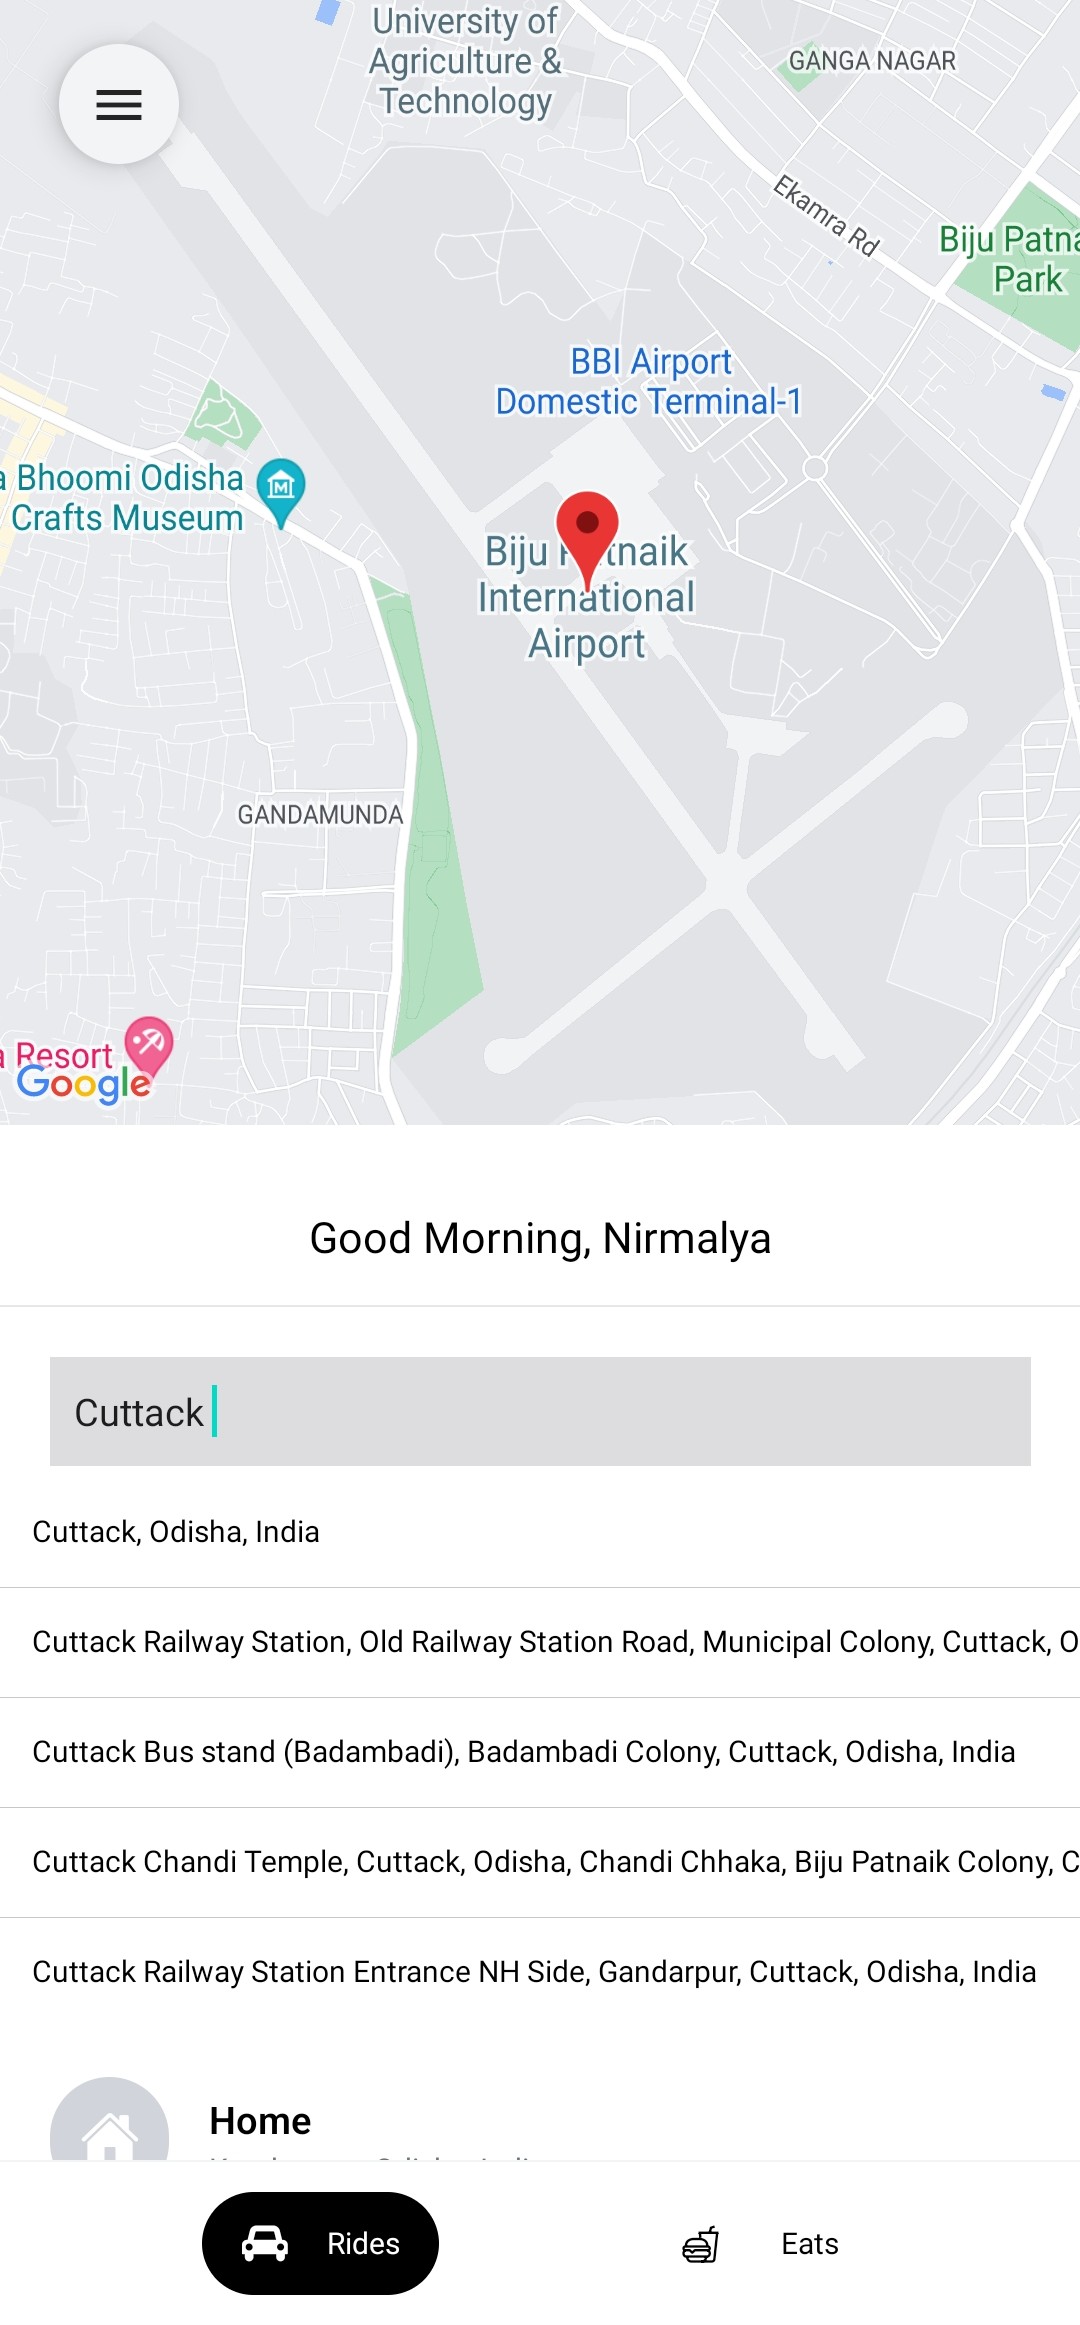 University of
Agriculture &
Technology
GANGA NAGAR
Ekamra Rd
Biju Patna
Park
BBI Airport
Domestic Terminal-1
a Bhoomi Odisha
Crafts Museum
M
Biju Patnaik
International
Airport
GANDAMUNDA
a Resort
Google
Good Morning, Nirmalya
Cuttack
Cuttack, Odisha, India
Cuttack Railway Station, Old Railway Station Road, Municipal Colony, Cuttack, O
Cuttack Bus stand (Badambadi), Badambadi Colony, Cuttack, Odisha, India
Cuttack Chandi Temple, Cuttack, Odisha, Chandi Chhaka, Biju Patnaik Colony, C
Cuttack Railway Station Entrance NH Side, Gandarpur, Cuttack, Odisha, India
Home
Rides
Eats